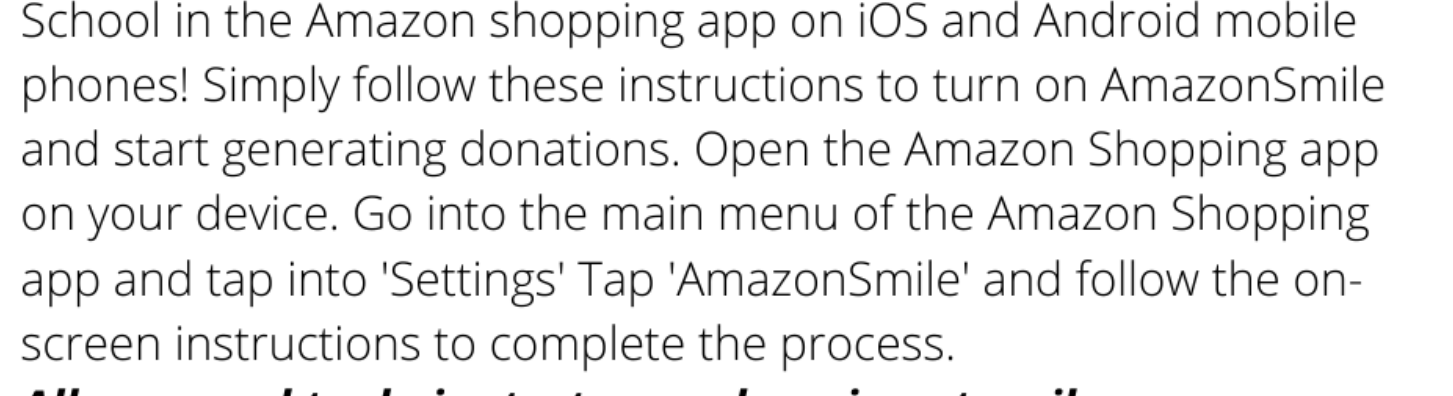 School in the Amazon shopping app on iOS and Android mobile
phones! Simply follow these instructions to turn on AmazonSmile
and start generating donations. Open the Amazon Shopping app
on your device. Go into the main menu of the Amazon Shopping
app and tap into 'Settings' Tap 'AmazonSmile' and follow the on-
screen instructions to complete the process.